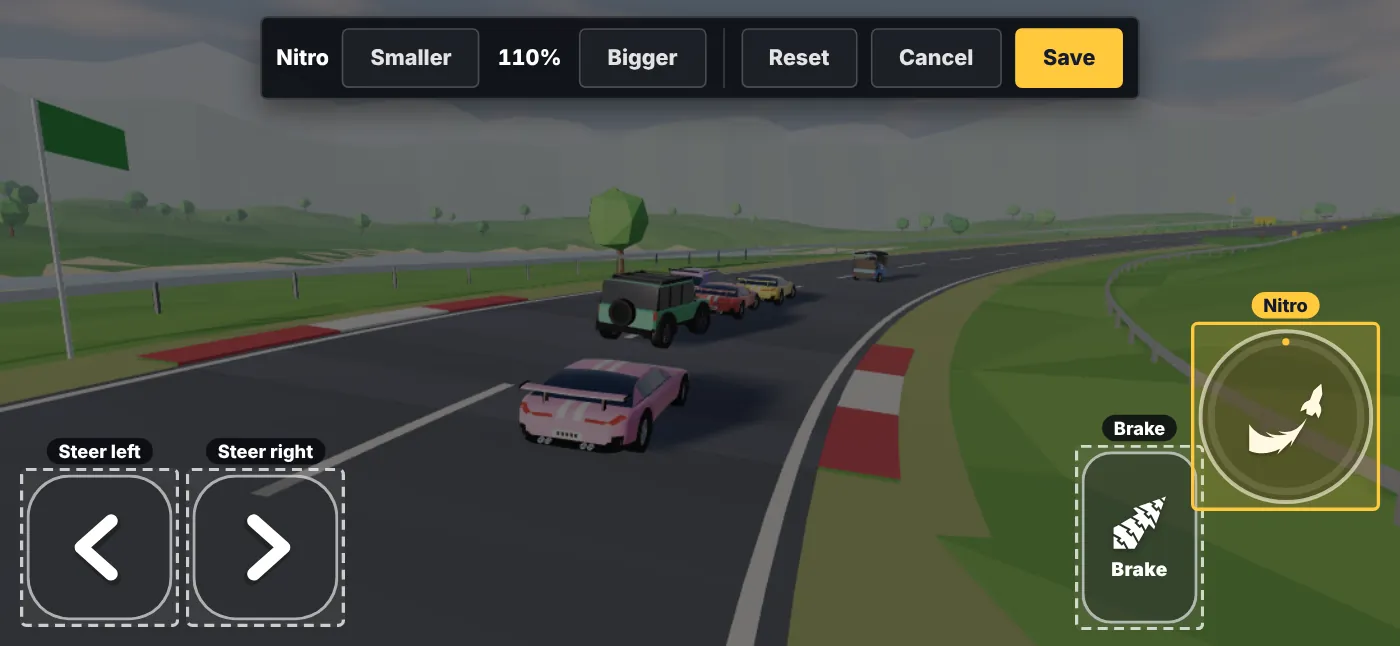 Nitro Smaller 110% Bigger Reset Cancel Save
Nitro
Brake
Steer left Steer right
Brake